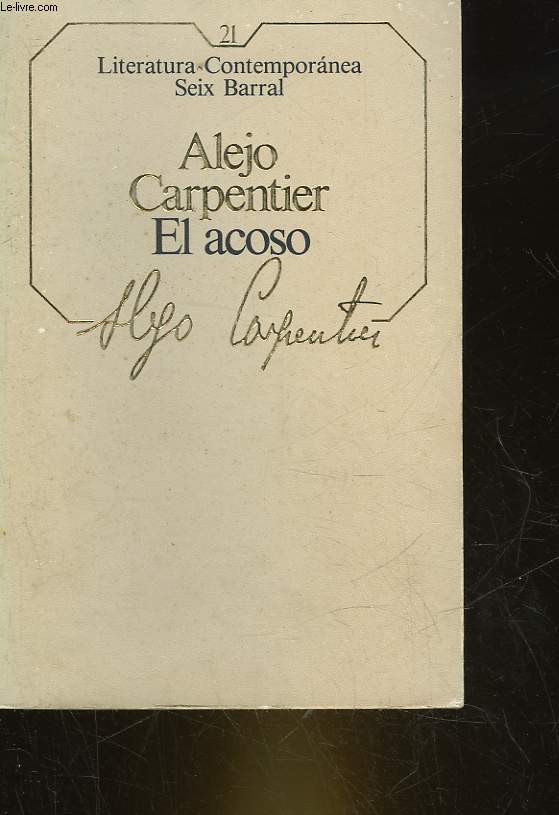 Le-livre.com
21
Literatura Contemporánea
Seix Barral
Alejo
Carpentier
El acoso
Alejo Carpentier